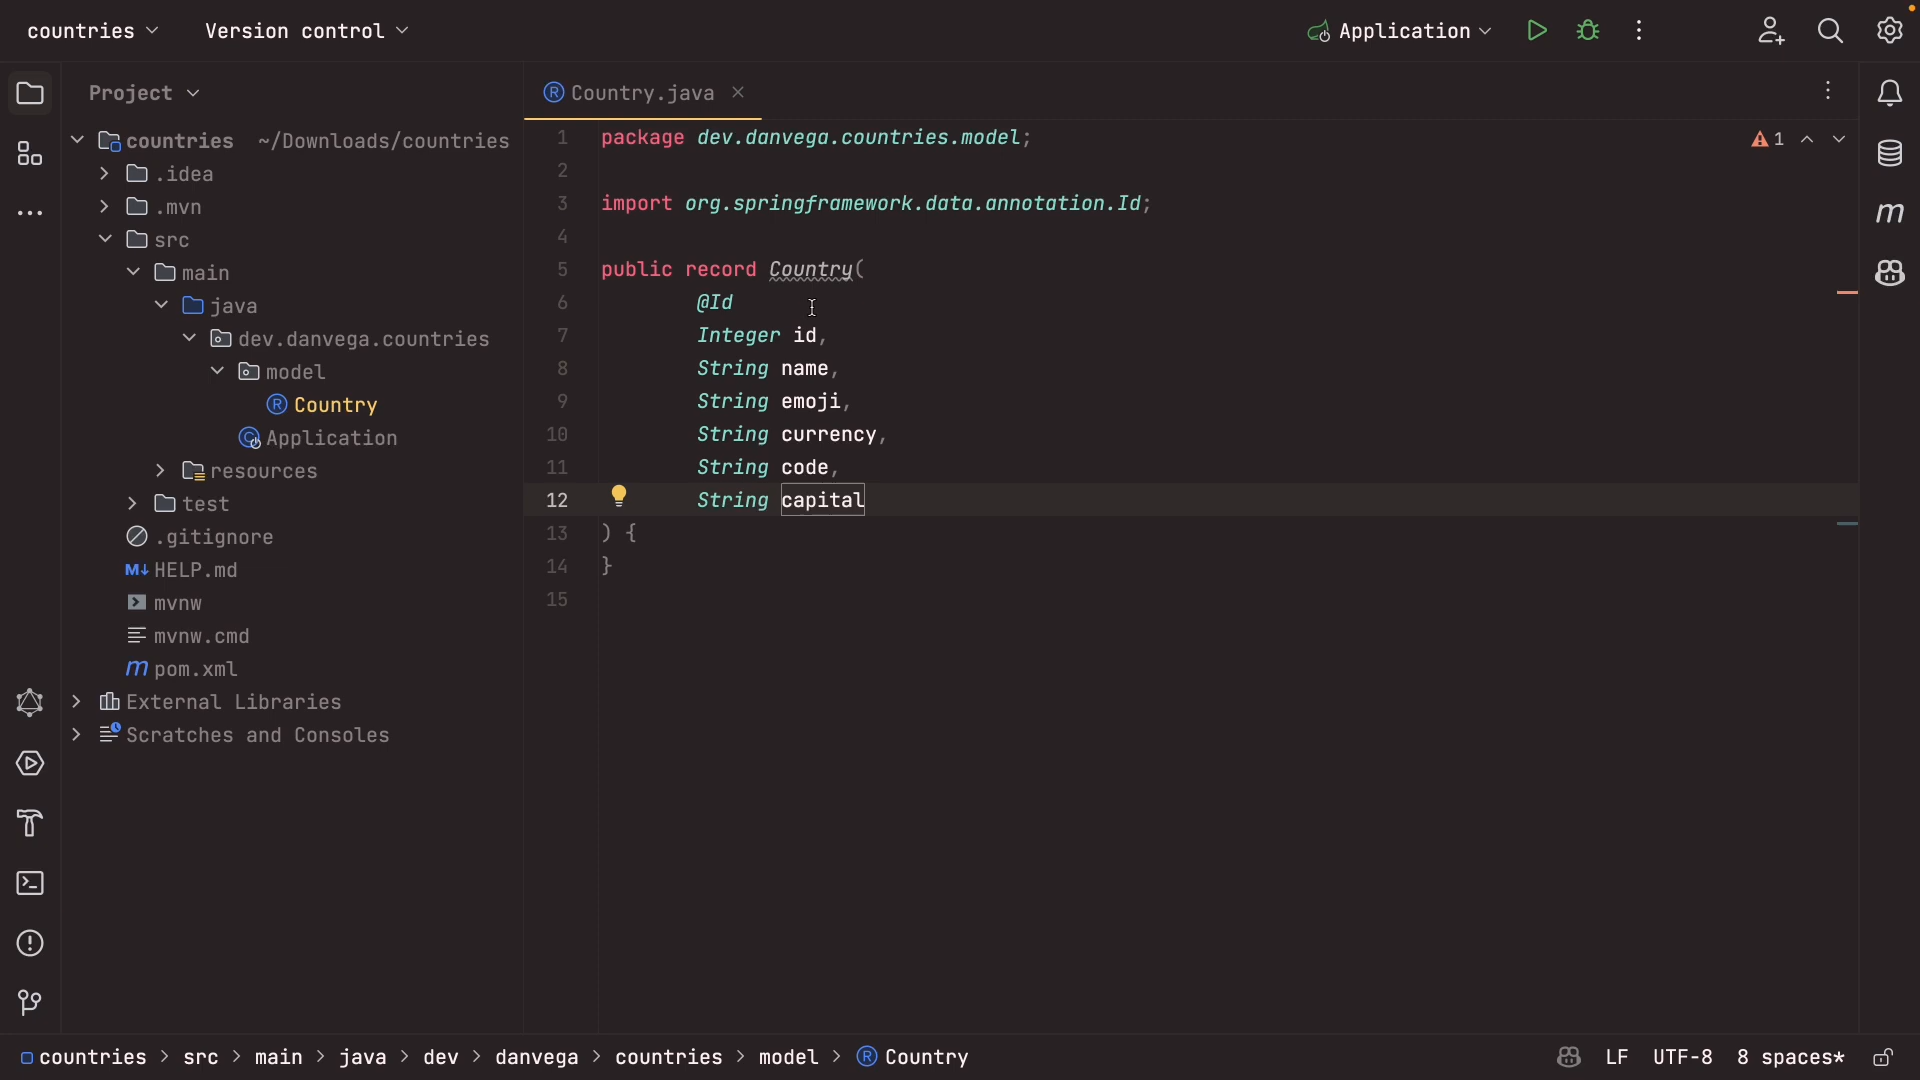 countries
Version control
Application
Project
countries ~/Downloads/countries
.idea
.mvn
src
main
java
dev.danvega.countries
model
Country
Application
resources
test
.gitignore
HELP.md
mvnw
mvnw.cmd
pom.xml
External Libraries
Scratches and Consoles
Country.java
1 package dev.danvega.countries.model;
2
3 import org.springframework.data.annotation.Id;
4
5 public record Country(
6 @Id
7 Integer id,
8 String name,
9 String emoji,
10 String currency,
11 String code,
12 String capital
13 ) {
14 }
15
1
countries > src > main > java > dev > danvega > countries > model > Country
LF UTF-8 8 spaces*